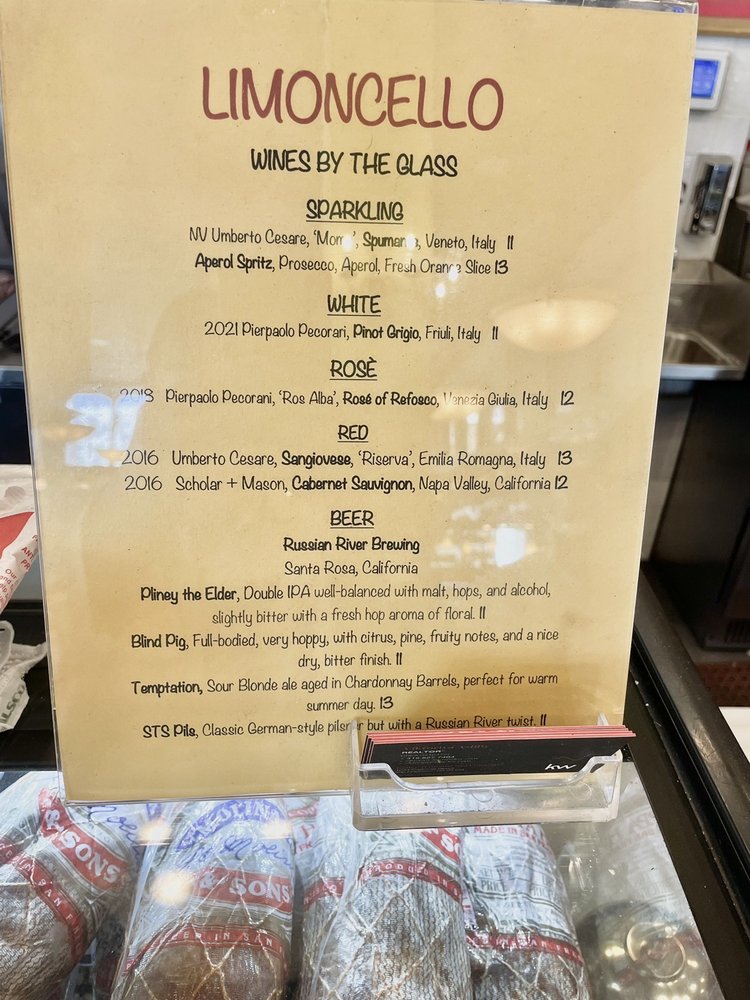 LIMONCELLO
WINES BY THE GLASS
SPARKLING
NV Umberto Cesare, Veneto, Italy 11
Aperol Spritz, Prosecco, Aperol, Fresh Orange Slice 13
WHITE
2021 Pierpaolo Pecorari, Pinot Grigio, Friuli, Italy 11
ROSÈ
2018 Pierpaolo Pecorani, 'Ros Alba', Rosé of Refosco, Venezia Giulia, Italy 12
RED
2016 Umberto Cesare, Sangiovese, 'Riserva', Emilia Romagna, Italy 13
2016 Scholar + Mason, Cabernet Sauvignon, Napa Valley, California 12
BEER
Russian River Brewing
Santa Rosa, California
Pliney the Elder, Double IPA well-balanced with malt, hops, and alcohol,
slightly bitter with a fresh hop aroma of floral. 11
Blind Pig, Full-bodied, very hoppy, with citrus, pine, fruity notes, and a nice
dry, bitter finish. 11
Temptation, Sour Blonde ale aged in Chardonnay Barrels, perfect for warm
summer day. 13
STS Pils, Classic German-style pilsner but with a Russian River twist. 11
REALTOR
kw
& SONS
SONS
MADE IN